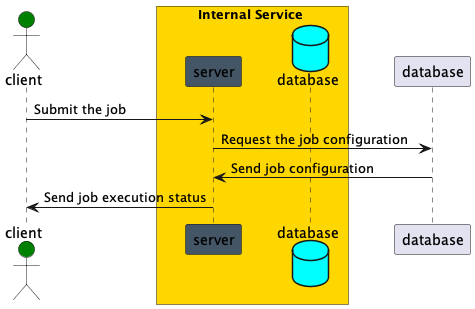 Internal Service
client
server
database
database
Submit the job
Request the job configuration
Send job configuration
Send job execution status
client
server
database
database